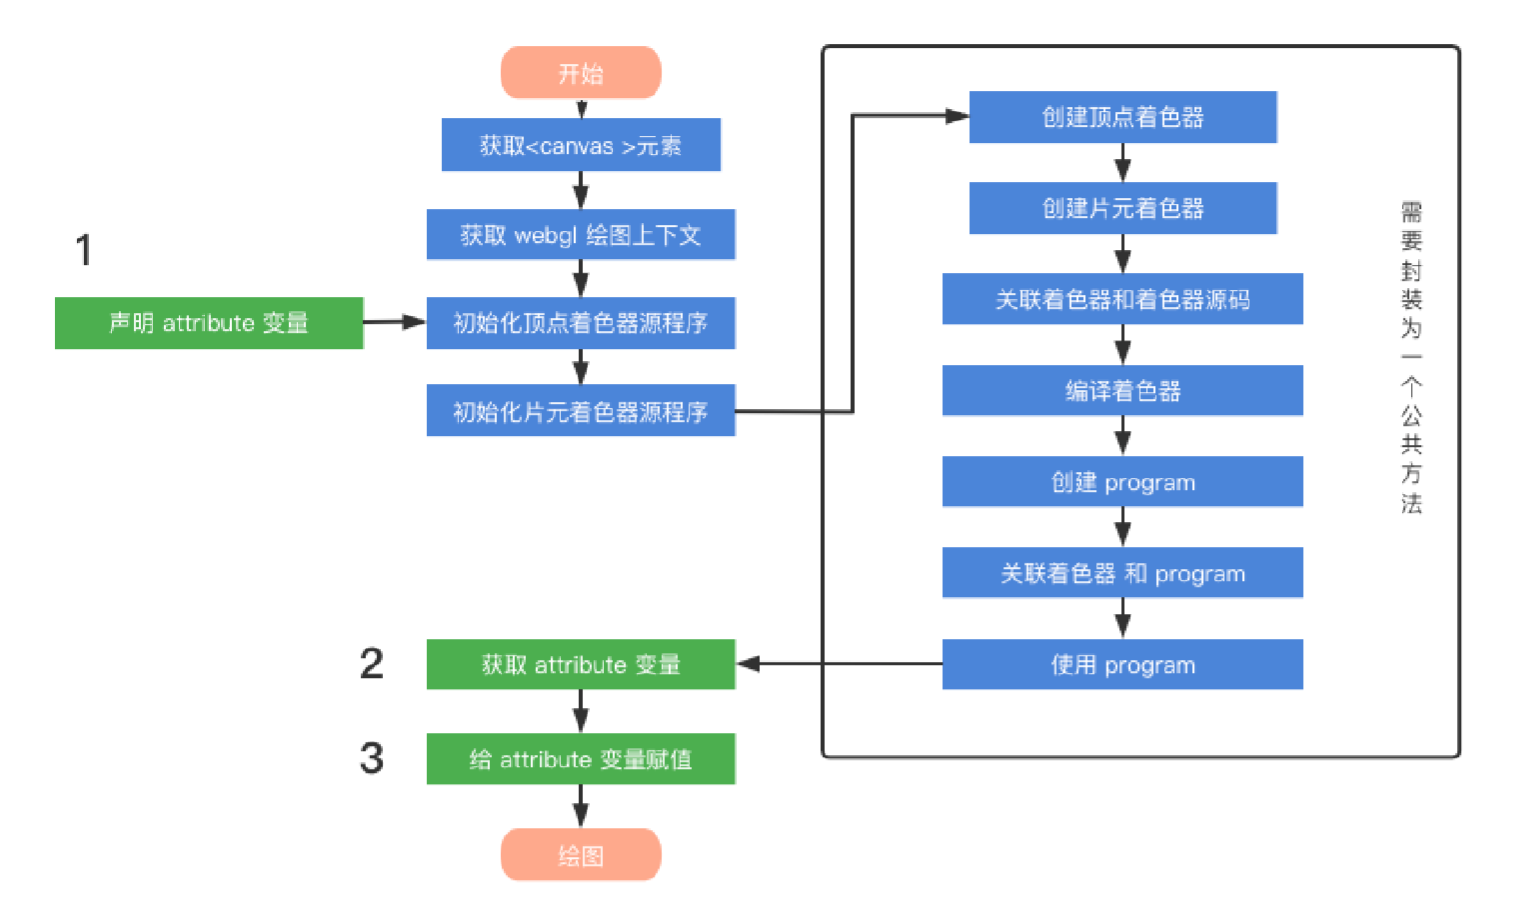 开始
获取<canvas >元素
获取 webgl 绘图上下文
1
声明 attribute 变量
初始化顶点着色器源程序
初始化片元着色器源程序
创建顶点着色器
创建片元着色器
关联着色器和着色器源码
编译着色器
创建 program
关联着色器 和 program
使用 program
需要封装为一个公共方法
2
获取 attribute 变量
3
给 attribute 变量赋值
绘图